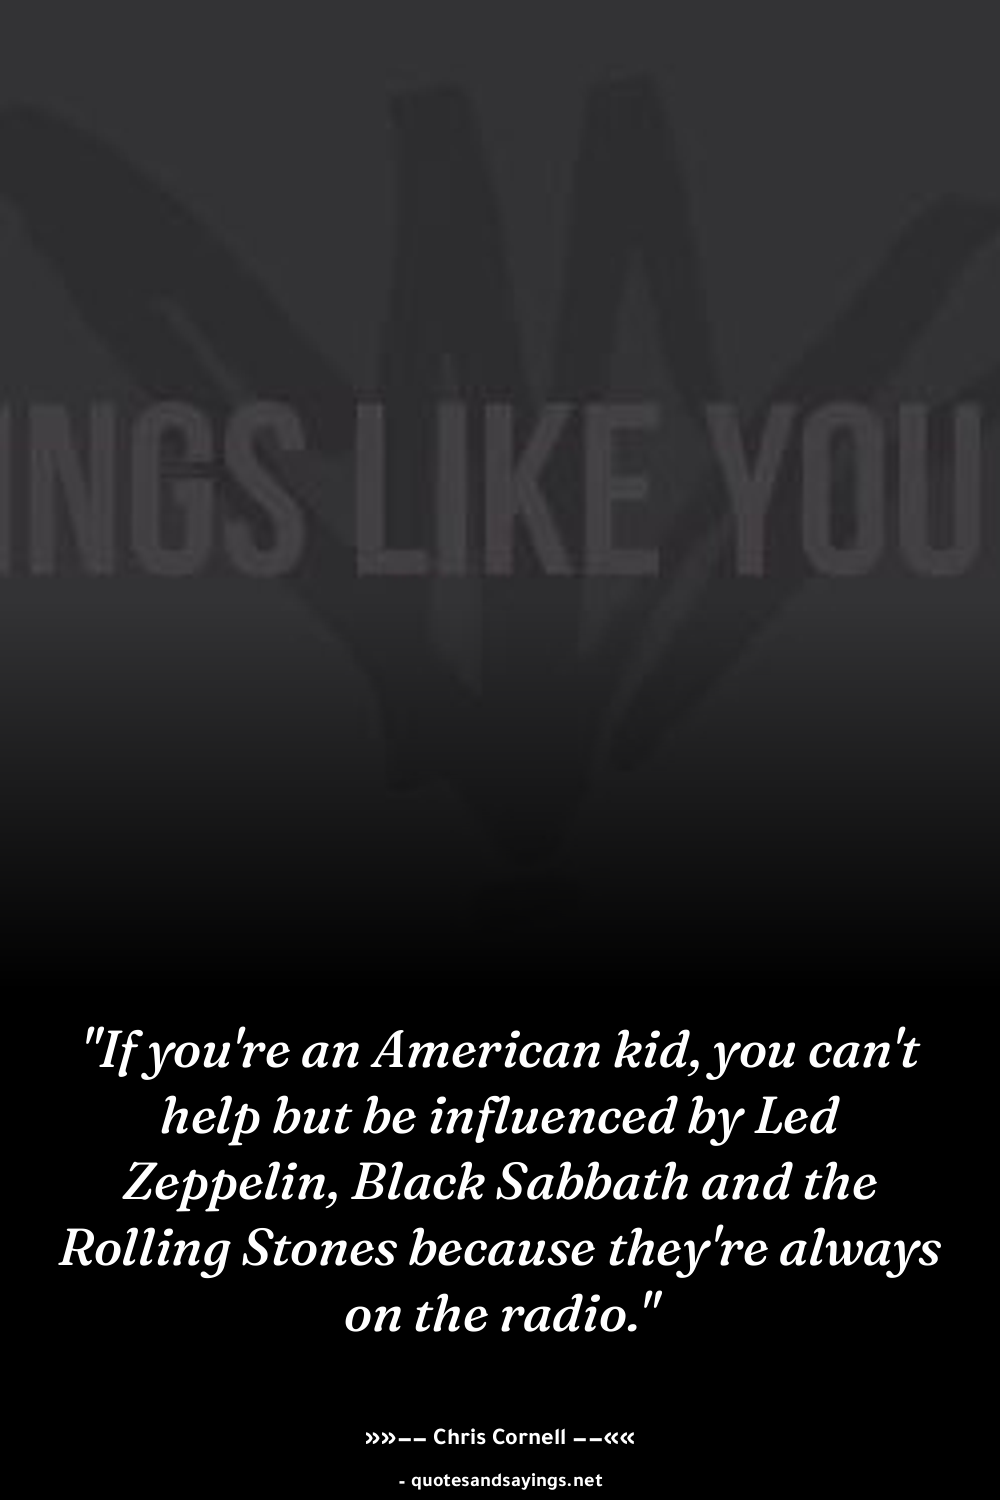 INGS LIKE YOU
"If you're an American kid, you can't
help but be influenced by Led
Zeppelin, Black Sabbath and the
Rolling Stones because they're always
on the radio."
»»−− Chris Cornell −−««
- quotesandsayings.net